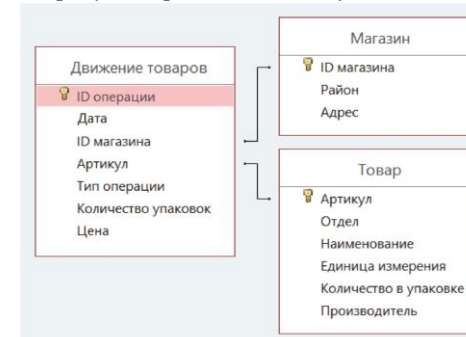 Движение товаров
ID операции
Дата
ID магазина
Артикул
Тип операции
Количество упаковок
Цена
Магазин
ID магазина
Район
Адрес
Товар
Артикул
Отдел
Наименование
Единица измерения
Количество в упаковке
Производитель